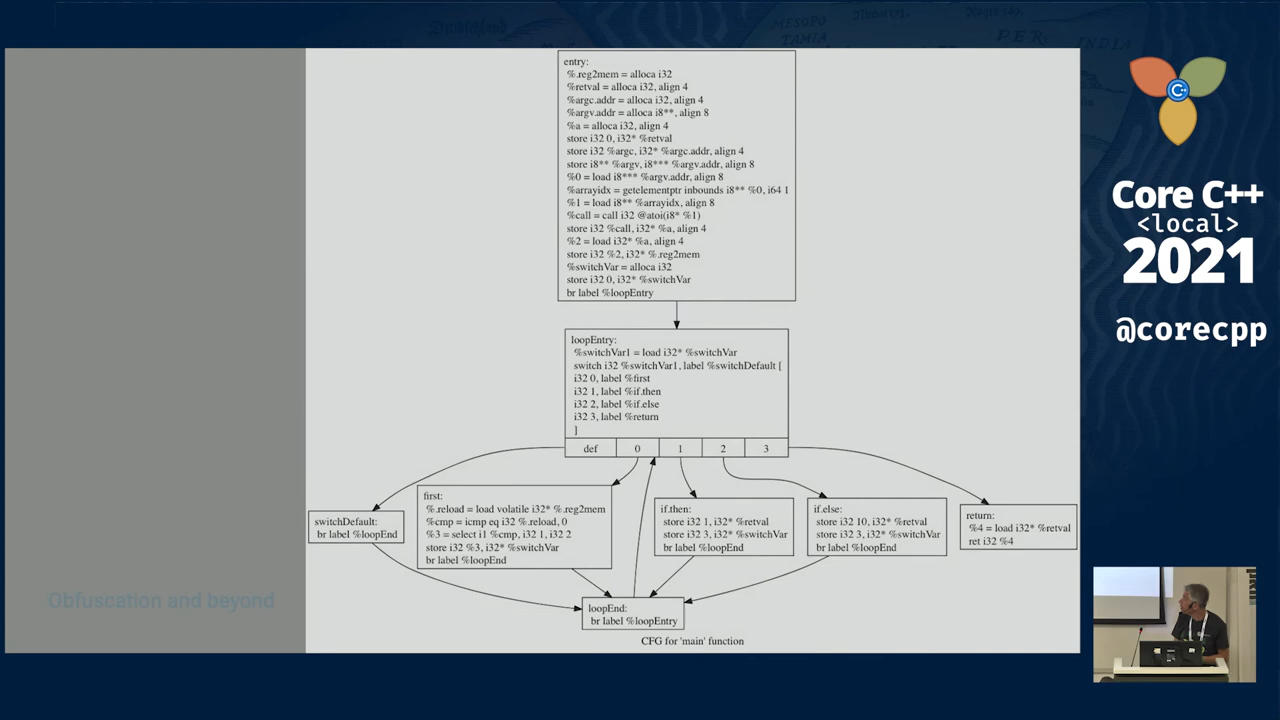 entry:
%.reg2mem = alloca i32
%retval = alloca i32, align 4
%argc.addr = alloca i32, align 4
%argv.addr = alloca i8**, align 8
%a = alloca i32, align 4
store i32 0, i32* %retval
store i32 %argc, i32* %argc.addr, align 4
store i8** %argv, i8*** %argv.addr, align 8
%0 = load i8*** %argv.addr, align 8
%arrayidx = getelementptr inbounds i8** %0, i64 1
%1 = load i8** %arrayidx, align 8
%call = call i32 @atoi(i8* %1)
store i32 %call, i32* %a, align 4
%2 = load i32* %a, align 4
store i32 %2, i32* %.reg2mem
%switchVar = alloca i32
store i32 0, i32* %switchVar
br label %loopEntry
loopEntry:
%switchVar1 = load i32* %switchVar
switch i32 %switchVar1, label %switchDefault [
i32 0, label %first
i32 1, label %if.then
i32 2, label %if.else
i32 3, label %return
]
def 0 1 2 3
switchDefault:
br label %loopEnd
first:
%.reload = load volatile i32* %.reg2mem
%cmp = icmp eq i32 %.reload, 0
%3 = select i1 %cmp, i32 1, i32 2
store i32 %3, i32* %switchVar
br label %loopEnd
if.then:
store i32 1, i32* %retval
store i32 3, i32* %switchVar
br label %loopEnd
if.else:
store i32 10, i32* %retval
store i32 3, i32* %switchVar
br label %loopEnd
return:
%4 = load i32* %retval
ret i32 %4
loopEnd:
br label %loopEntry
CFG for 'main' function
Obfuscation and beyond
C++
Core C++
<local>
2021
@corecpp
MESOPO
TAMIA
PER
INDIA